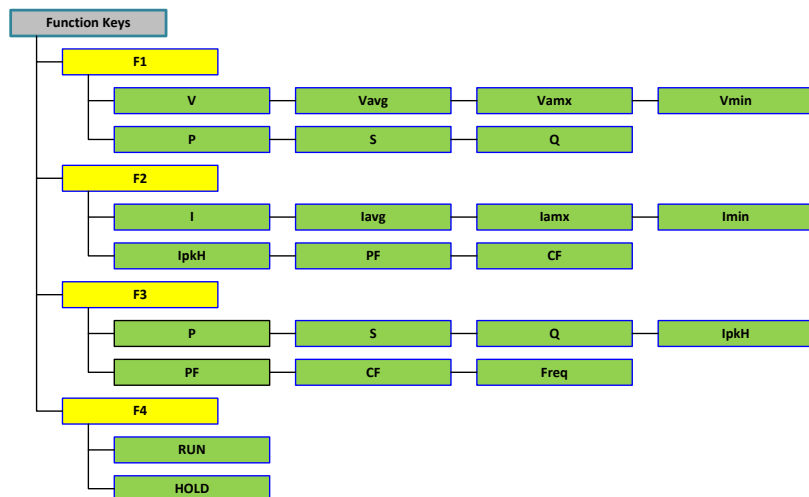 Function Keys
F1
V Vavg Vamx Vmin
P S Q
F2
I Iavg Iamx Imin
IpkH PF CF
F3
P S Q IpkH
PF CF Freq
F4
RUN
HOLD